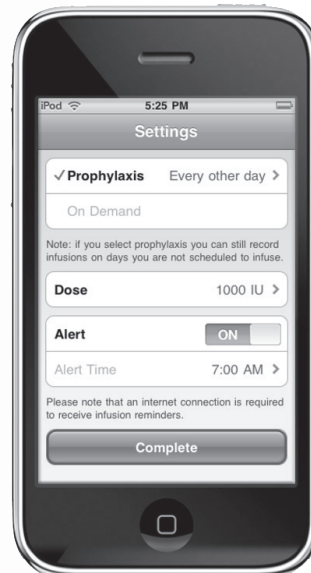 iPod 5:25 PM
Settings
Prophylaxis Every other day >
On Demand
Note: if you select prophylaxis you can still record
infusions on days you are not scheduled to infuse.
Dose 1000 IU >
Alert ON
Alert Time 7:00 AM >
Please note that an internet connection is required
to receive infusion reminders.
Complete